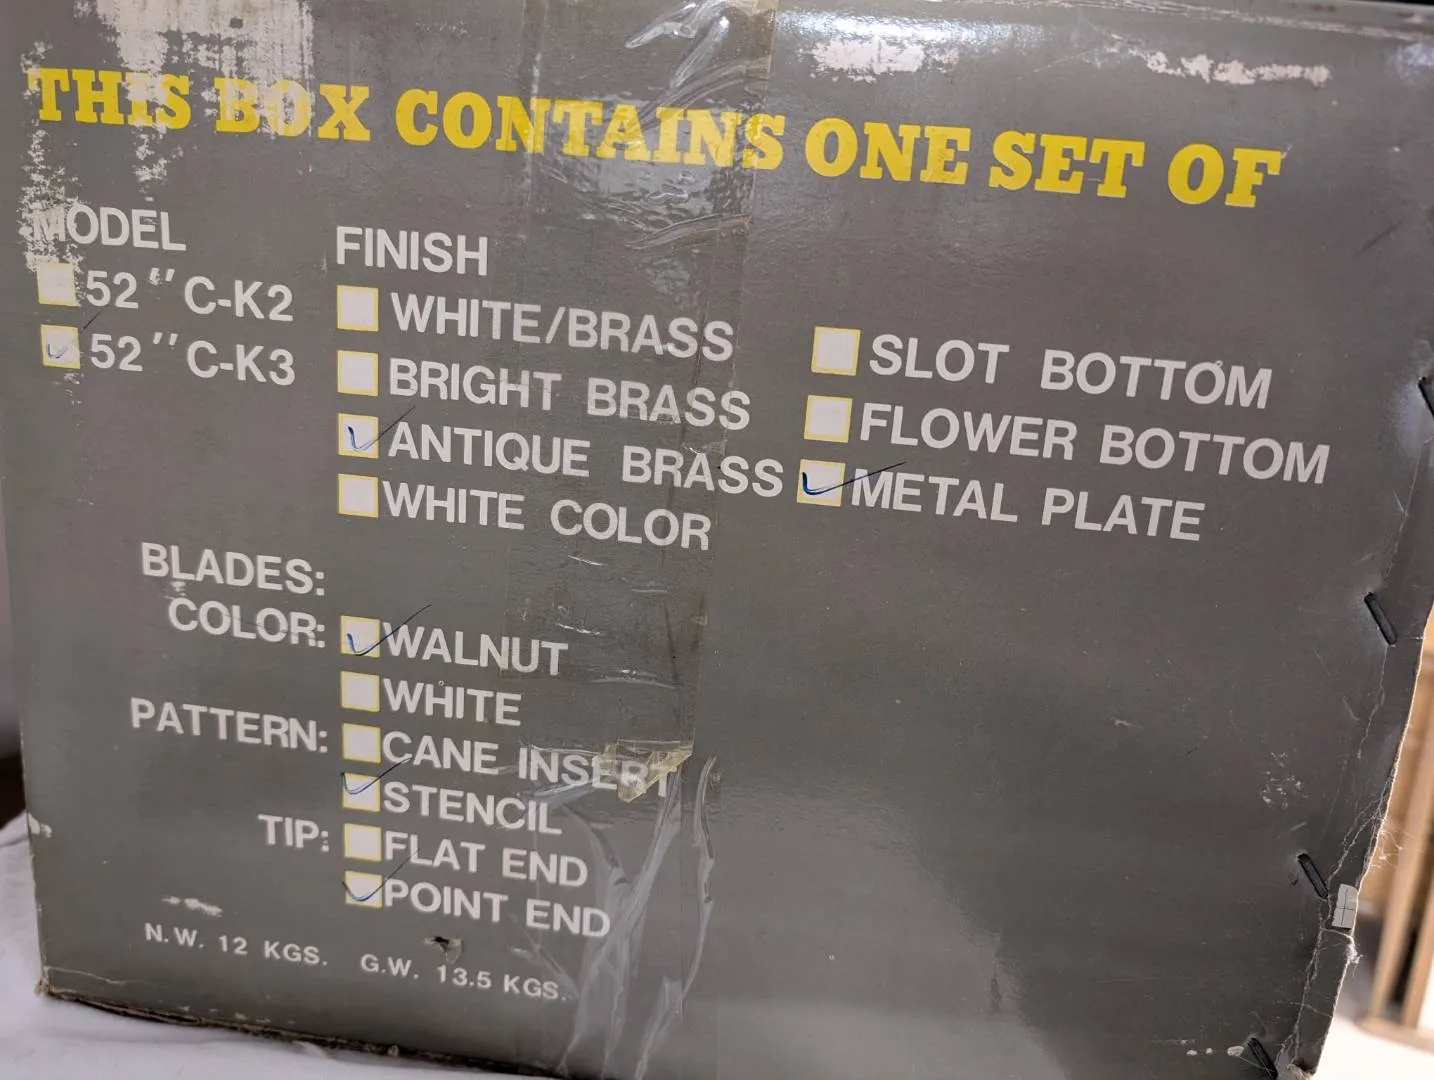 THIS BOX CONTAINS ONE SET OF
MODEL
52" C-K2
52" C-K3
FINISH
WHITE/BRASS
BRIGHT BRASS
ANTIQUE BRASS
WHITE COLOR
SLOT BOTTOM
FLOWER BOTTOM
METAL PLATE
BLADES:
COLOR: WALNUT
WHITE
PATTERN: CANE INSERT
STENCIL
TIP: FLAT END
POINT END
N.W. 12 KGS. G.W. 13.5 KGS.